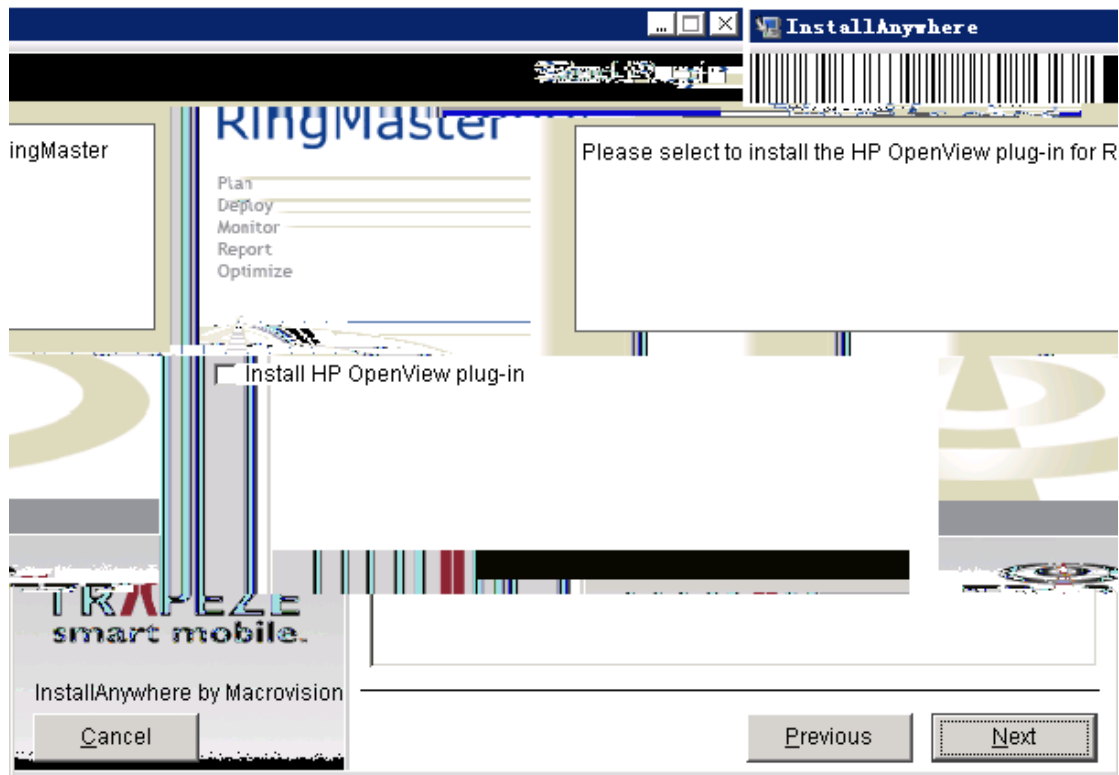 InstallAnywhere
RingMaster
ingMaster
Please select to install the HP OpenView plug-in for R
Plan
Deploy
Monitor
Report
Optimize
Install HP OpenView plug-in
TRAPEZE
smart mobile.
InstallAnywhere by Macrovision
Cancel
Previous
Next